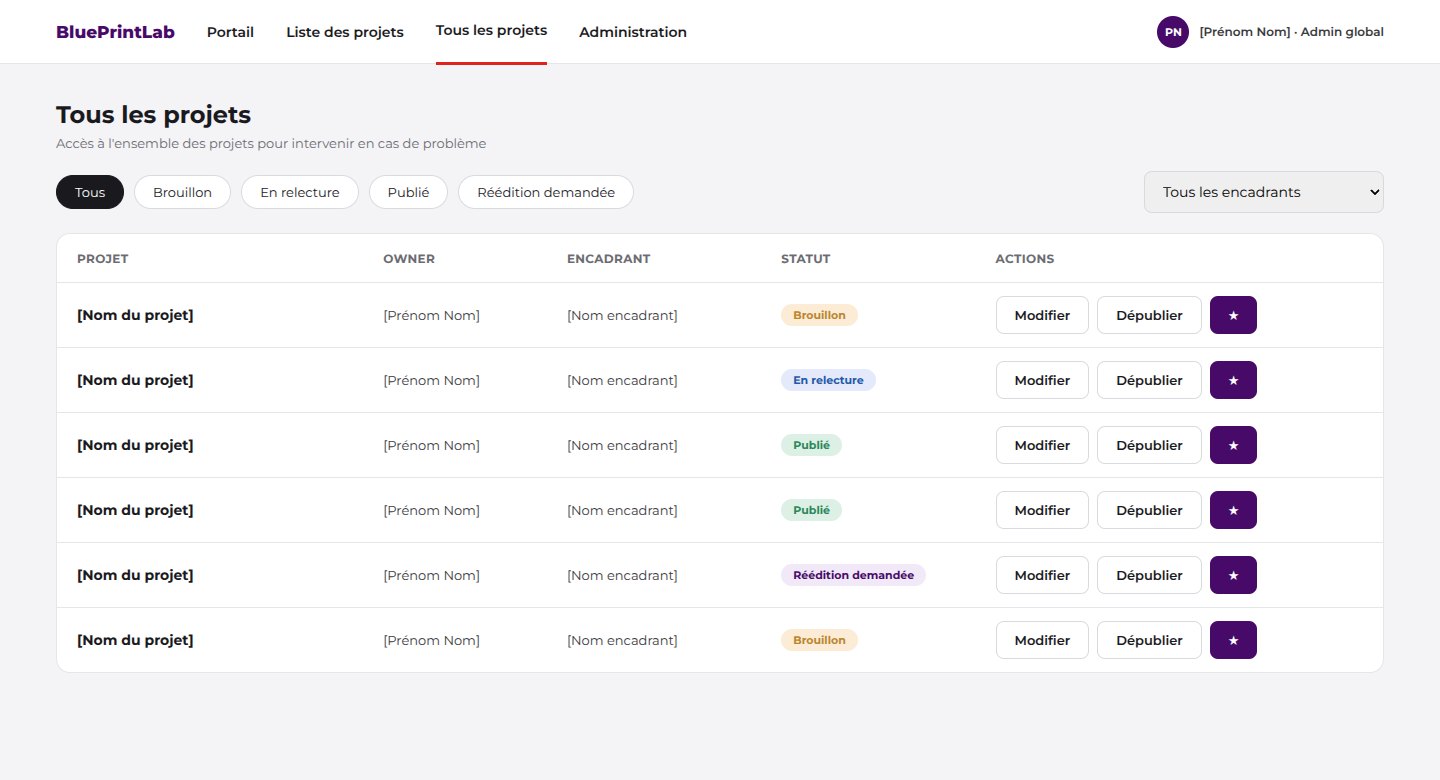 BluePrintLab Portail Liste des projets Tous les projets Administration PN [Prénom Nom] · Admin global
Tous les projets
Accès à l'ensemble des projets pour intervenir en cas de problème
Tous Brouillon En relecture Publié Réédition demandée Tous les encadrants
PROJET OWNER ENCADRANT STATUT ACTIONS
[Nom du projet] [Prénom Nom] [Nom encadrant] Brouillon Modifier Dépublier ★
[Nom du projet] [Prénom Nom] [Nom encadrant] En relecture Modifier Dépublier ★
[Nom du projet] [Prénom Nom] [Nom encadrant] Publié Modifier Dépublier ★
[Nom du projet] [Prénom Nom] [Nom encadrant] Publié Modifier Dépublier ★
[Nom du projet] [Prénom Nom] [Nom encadrant] Réédition demandée Modifier Dépublier ★
[Nom du projet] [Prénom Nom] [Nom encadrant] Brouillon Modifier Dépublier ★